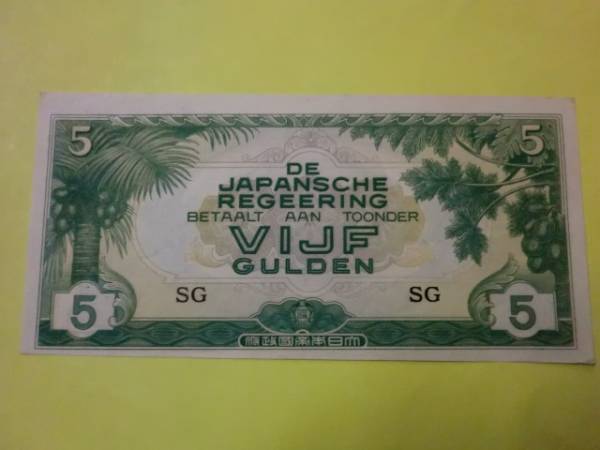 5 5
DE
JAPANSCHE
REGEERING
BETAALT AAN TOONDER
VIJF
GULDEN
SG SG
5 5
府政國帝本日大